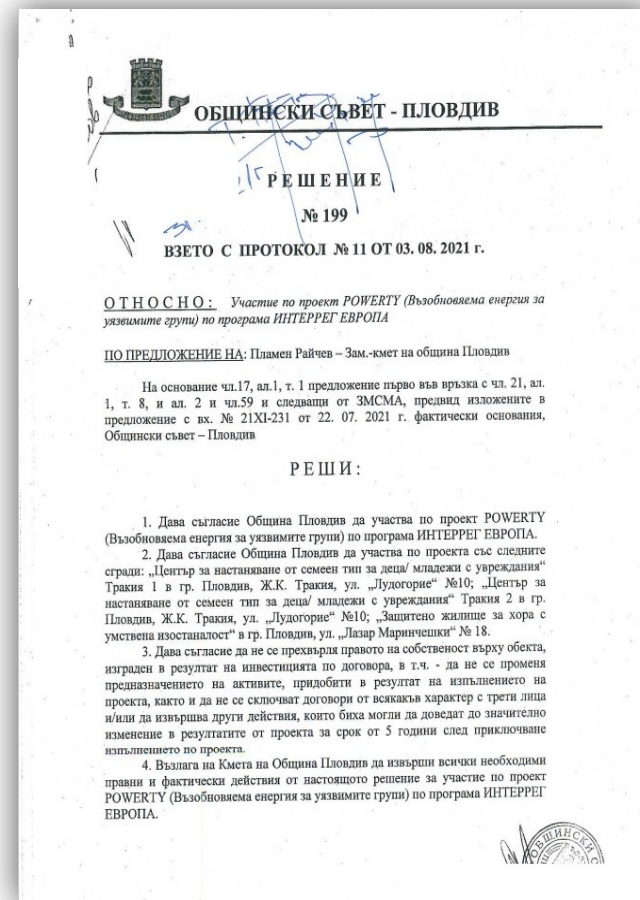 ОБЩИНСКИ СЪВЕТ - ПЛОВДИВ
Р Е Ш Е Н И Е
№ 199
ВЗЕТО С ПРОТОКОЛ № 11 ОТ 03. 08. 2021 г.
О Т Н О С Н О : Участие по проект POWERTY (Възобновяема енергия за
уязвимите групи) по програма ИНТЕРРЕГ ЕВРОПА
ПО ПРЕДЛОЖЕНИЕ НА: Пламен Райчев – Зам.-кмет на община Пловдив
На основание чл.17, ал.1, т. 1 предложение първо във връзка с чл. 21, ал.
1, т. 8, и ал. 2 и чл.59 и следващи от ЗМСМА, предвид изложените в
предложение с вх. № 21XI-231 от 22. 07. 2021 г. фактически основания,
Общински съвет – Пловдив
Р Е Ш И :
1. Дава съгласие Община Пловдив да участва по проект POWERTY
(Възобновяема енергия за уязвимите групи) по програма ИНТЕРРЕГ ЕВРОПА.
2. Дава съгласие Община Пловдив да участва по проекта със следните
сгради: „Център за настаняване от семеен тип за деца/ младежи с увреждания“
Тракия 1 в гр. Пловдив, Ж.К. Тракия, ул. „Лудогорие“ №10; „Център за
настаняване от семеен тип за деца/ младежи с увреждания“ Тракия 2 в гр.
Пловдив, Ж.К. Тракия, ул. „Лудогорие“ №10; „Защитено жилище за хора с
умствена изостаналост“ в гр. Пловдив, ул. „Лазар Маринчешки“ № 18.
3. Дава съгласие да не се прехвърля правото на собственост върху обекта,
изграден в резултат на инвестицията по договора, в т.ч. - да не се променя
предназначението на активите, придобити в резултат на изпълнението на
проекта, както и да не се сключват договори от всякакъв характер с трети лица
и/или да извършва други действия, които биха могли да доведат до значително
изменение в резултатите от проекта за срок от 5 години след приключване
изпълнението по проекта.
4. Възлага на Кмета на Община Пловдив да извърши всички необходими
правни и фактически действия от настоящото решение за участие по проект
POWERTY (Възобновяема енергия за уязвимите групи) по програма ИНТЕРРЕГ
ЕВРОПА.
ОБЩИНСКИ С